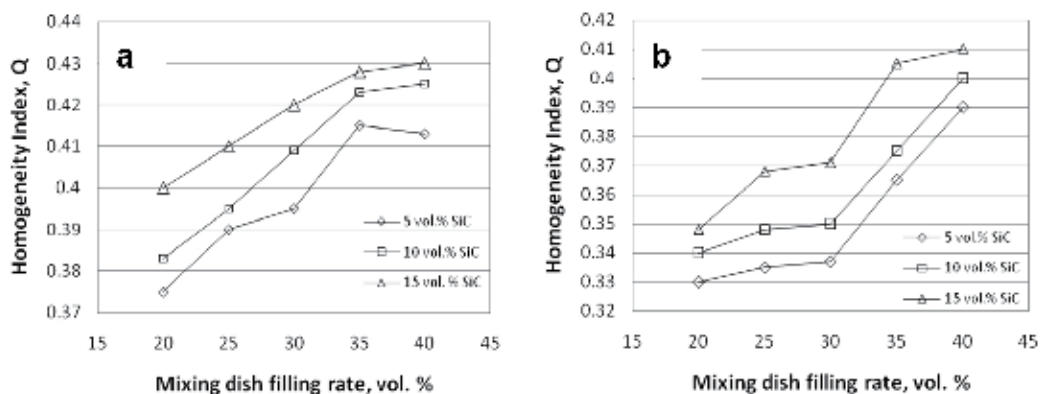 a
Homogeneity Index, Q
0.44
0.43
0.42
0.41
0.4
0.39
0.38
0.37
5 vol.% SiC
10 vol.% SiC
15 vol.% SiC
15 20 25 30 35 40 45
Mixing dish filling rate, vol. %
b
Homogeneity Index, Q
0.42
0.41
0.4
0.39
0.38
0.37
0.36
0.35
0.34
0.33
0.32
5 vol.% SiC
10 vol.% SiC
15 vol.% SiC
15 20 25 30 35 40 45
Mixing dish filling rate, vol. %